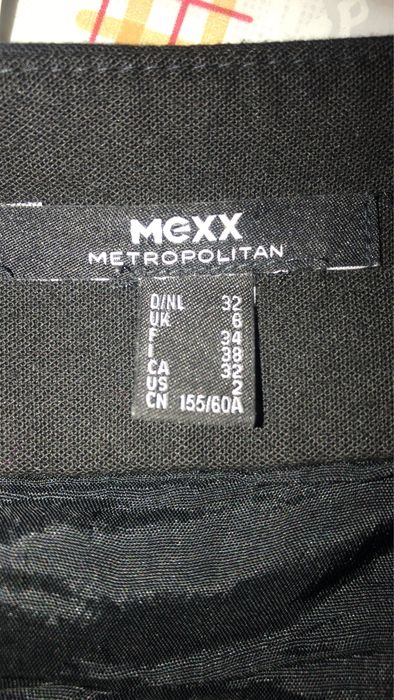 MEXX
METROPOLITAN
D/NL 32
UK 6
F 34
I 38
CA 32
US 2
CN 155/60A